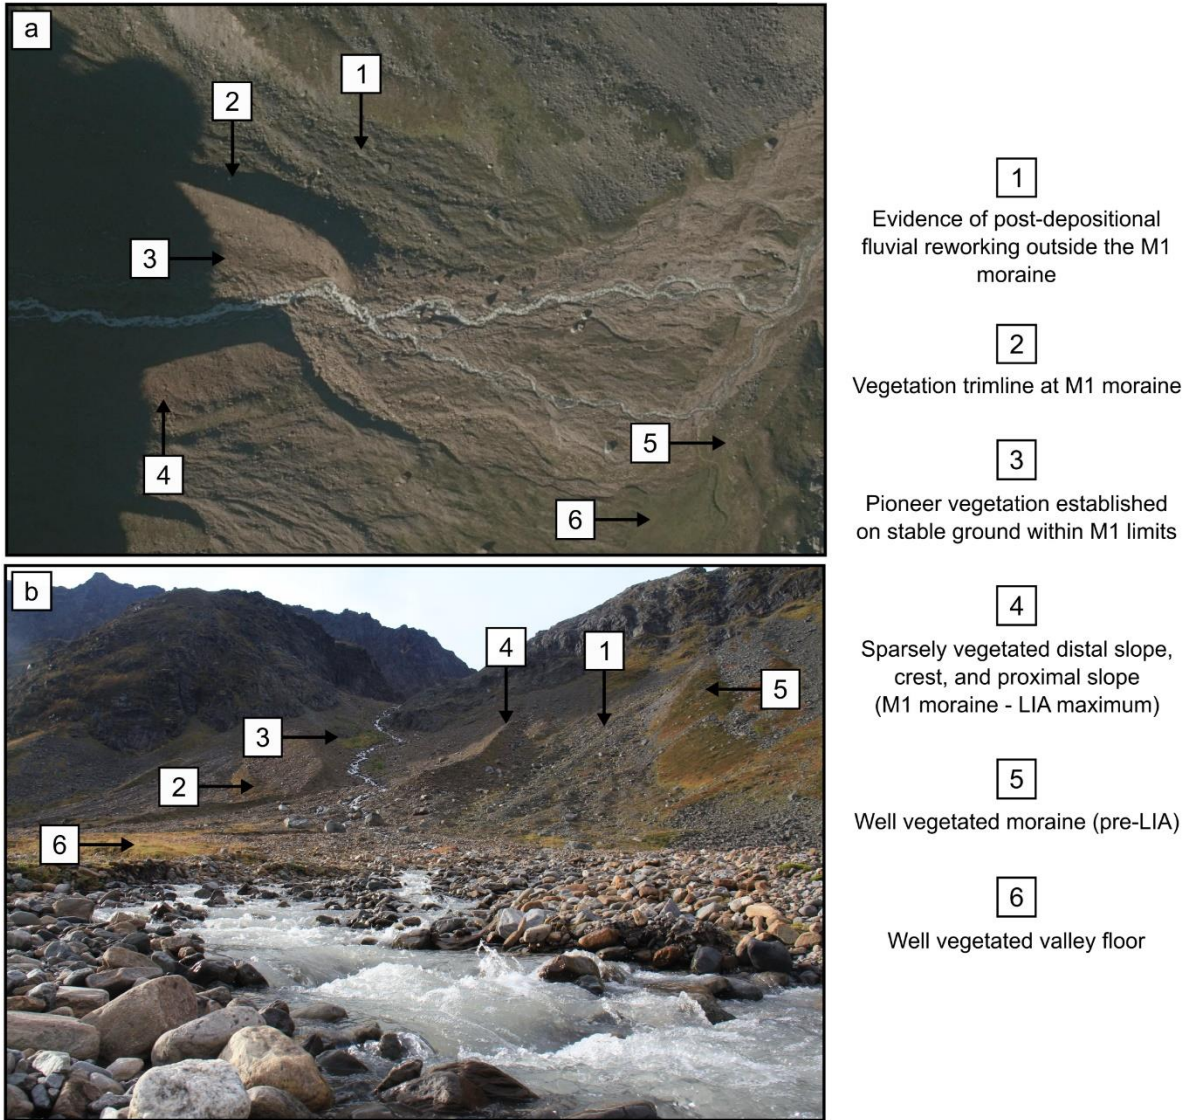 a
1
2
3
4
5
6
b
4
1
5
3
2
6
1
Evidence of post-depositional
fluvial reworking outside the M1
moraine
2
Vegetation trimline at M1 moraine
3
Pioneer vegetation established
on stable ground within M1 limits
4
Sparsely vegetated distal slope,
crest, and proximal slope
(M1 moraine - LIA maximum)
5
Well vegetated moraine (pre-LIA)
6
Well vegetated valley floor